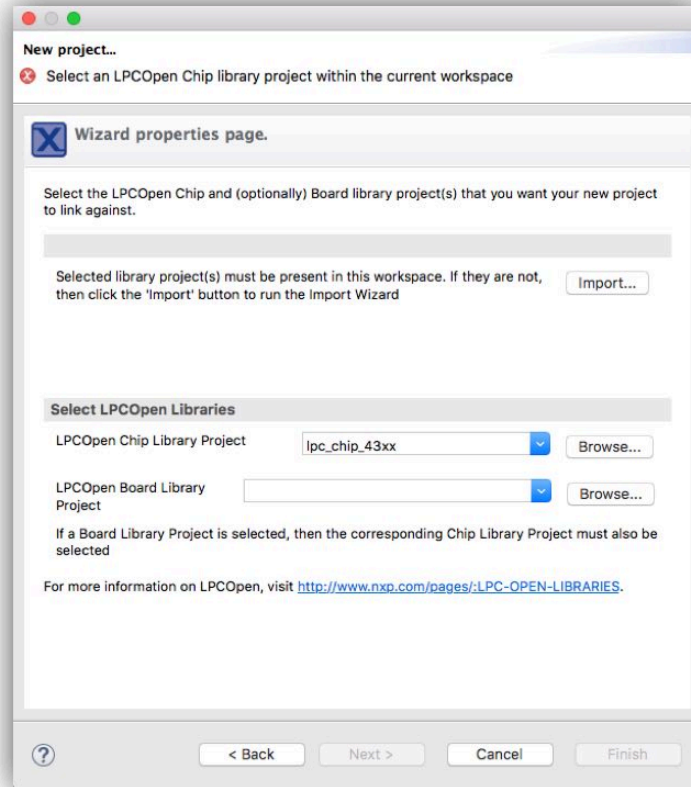 New project...
Select an LPCOpen Chip library project within the current workspace
Wizard properties page.
Select the LPCOpen Chip and (optionally) Board library project(s) that you want your new project
to link against.
Selected library project(s) must be present in this workspace. If they are not,
then click the 'Import' button to run the Import Wizard
Import...
Select LPCOpen Libraries
LPCOpen Chip Library Project
lpc_chip_43xx
Browse...
LPCOpen Board Library
Project
Browse...
If a Board Library Project is selected, then the corresponding Chip Library Project must also be
selected
For more information on LPCOpen, visit http://www.nxp.com/pages/:LPC-OPEN-LIBRARIES.
?
< Back
Next >
Cancel
Finish